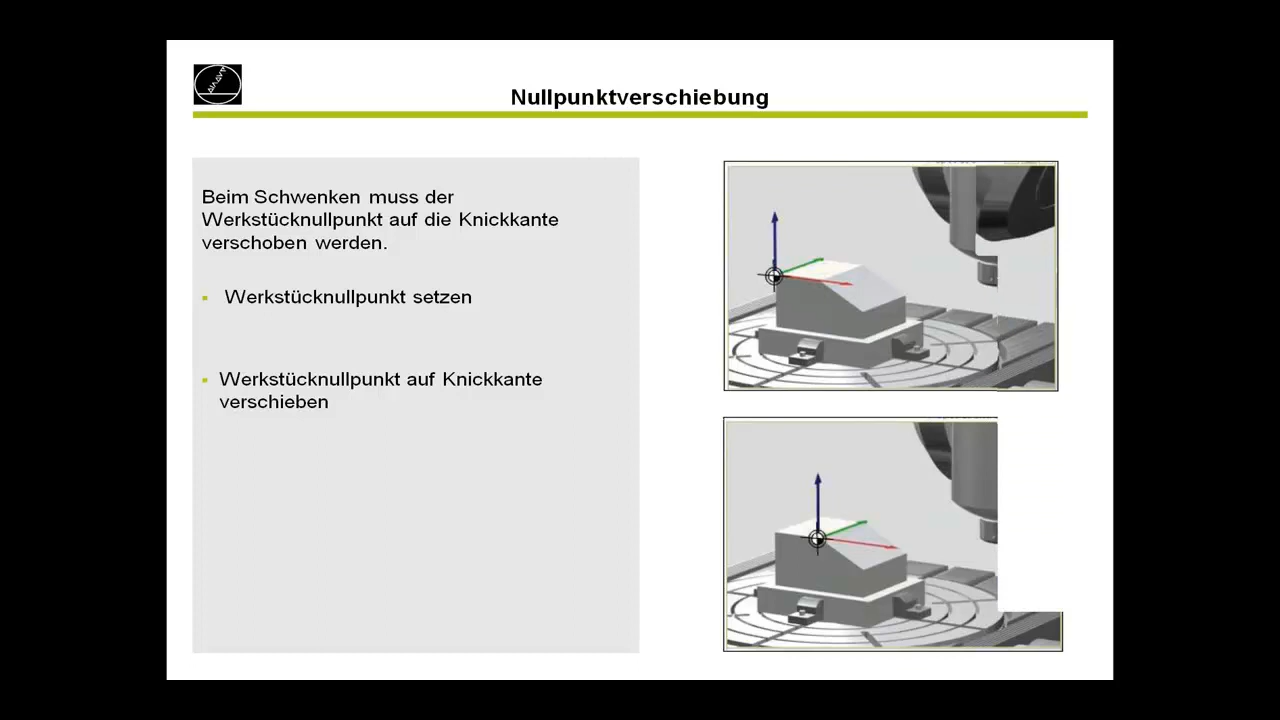 Nullpunktverschiebung
Beim Schwenken muss der
Werkstücknullpunkt auf die Knickkante
verschoben werden.
Werkstücknullpunkt setzen
Werkstücknullpunkt auf Knickkante
verschieben